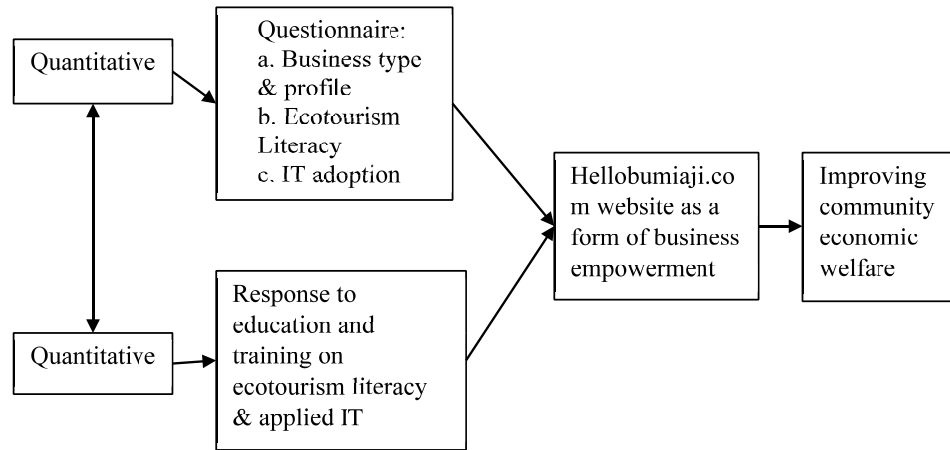 Quantitative
Questionnaire:
a. Business type
& profile
b. Ecotourism
Literacy
c. IT adoption
Hellobumiaji.co
m website as a
form of business
empowerment
Improving
community
economic
welfare
Quantitative
Response to
education and
training on
ecotourism literacy
& applied IT